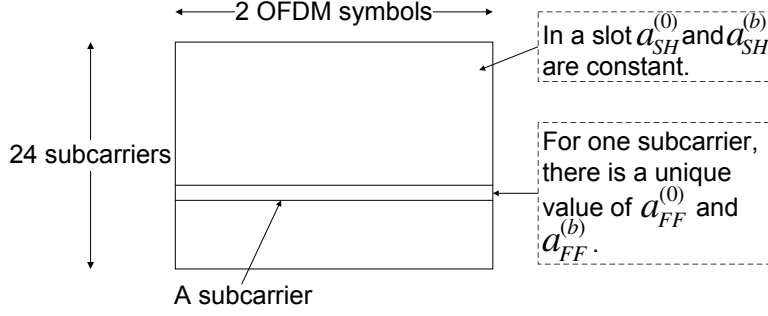 2 OFDM symbols
In a slot a_{SH}^{(0)} and a_{SH}^{(b)}
are constant.
24 subcarriers
For one subcarrier,
there is a unique
value of a_{FF}^{(0)} and
a_{FF}^{(b)}.
A subcarrier